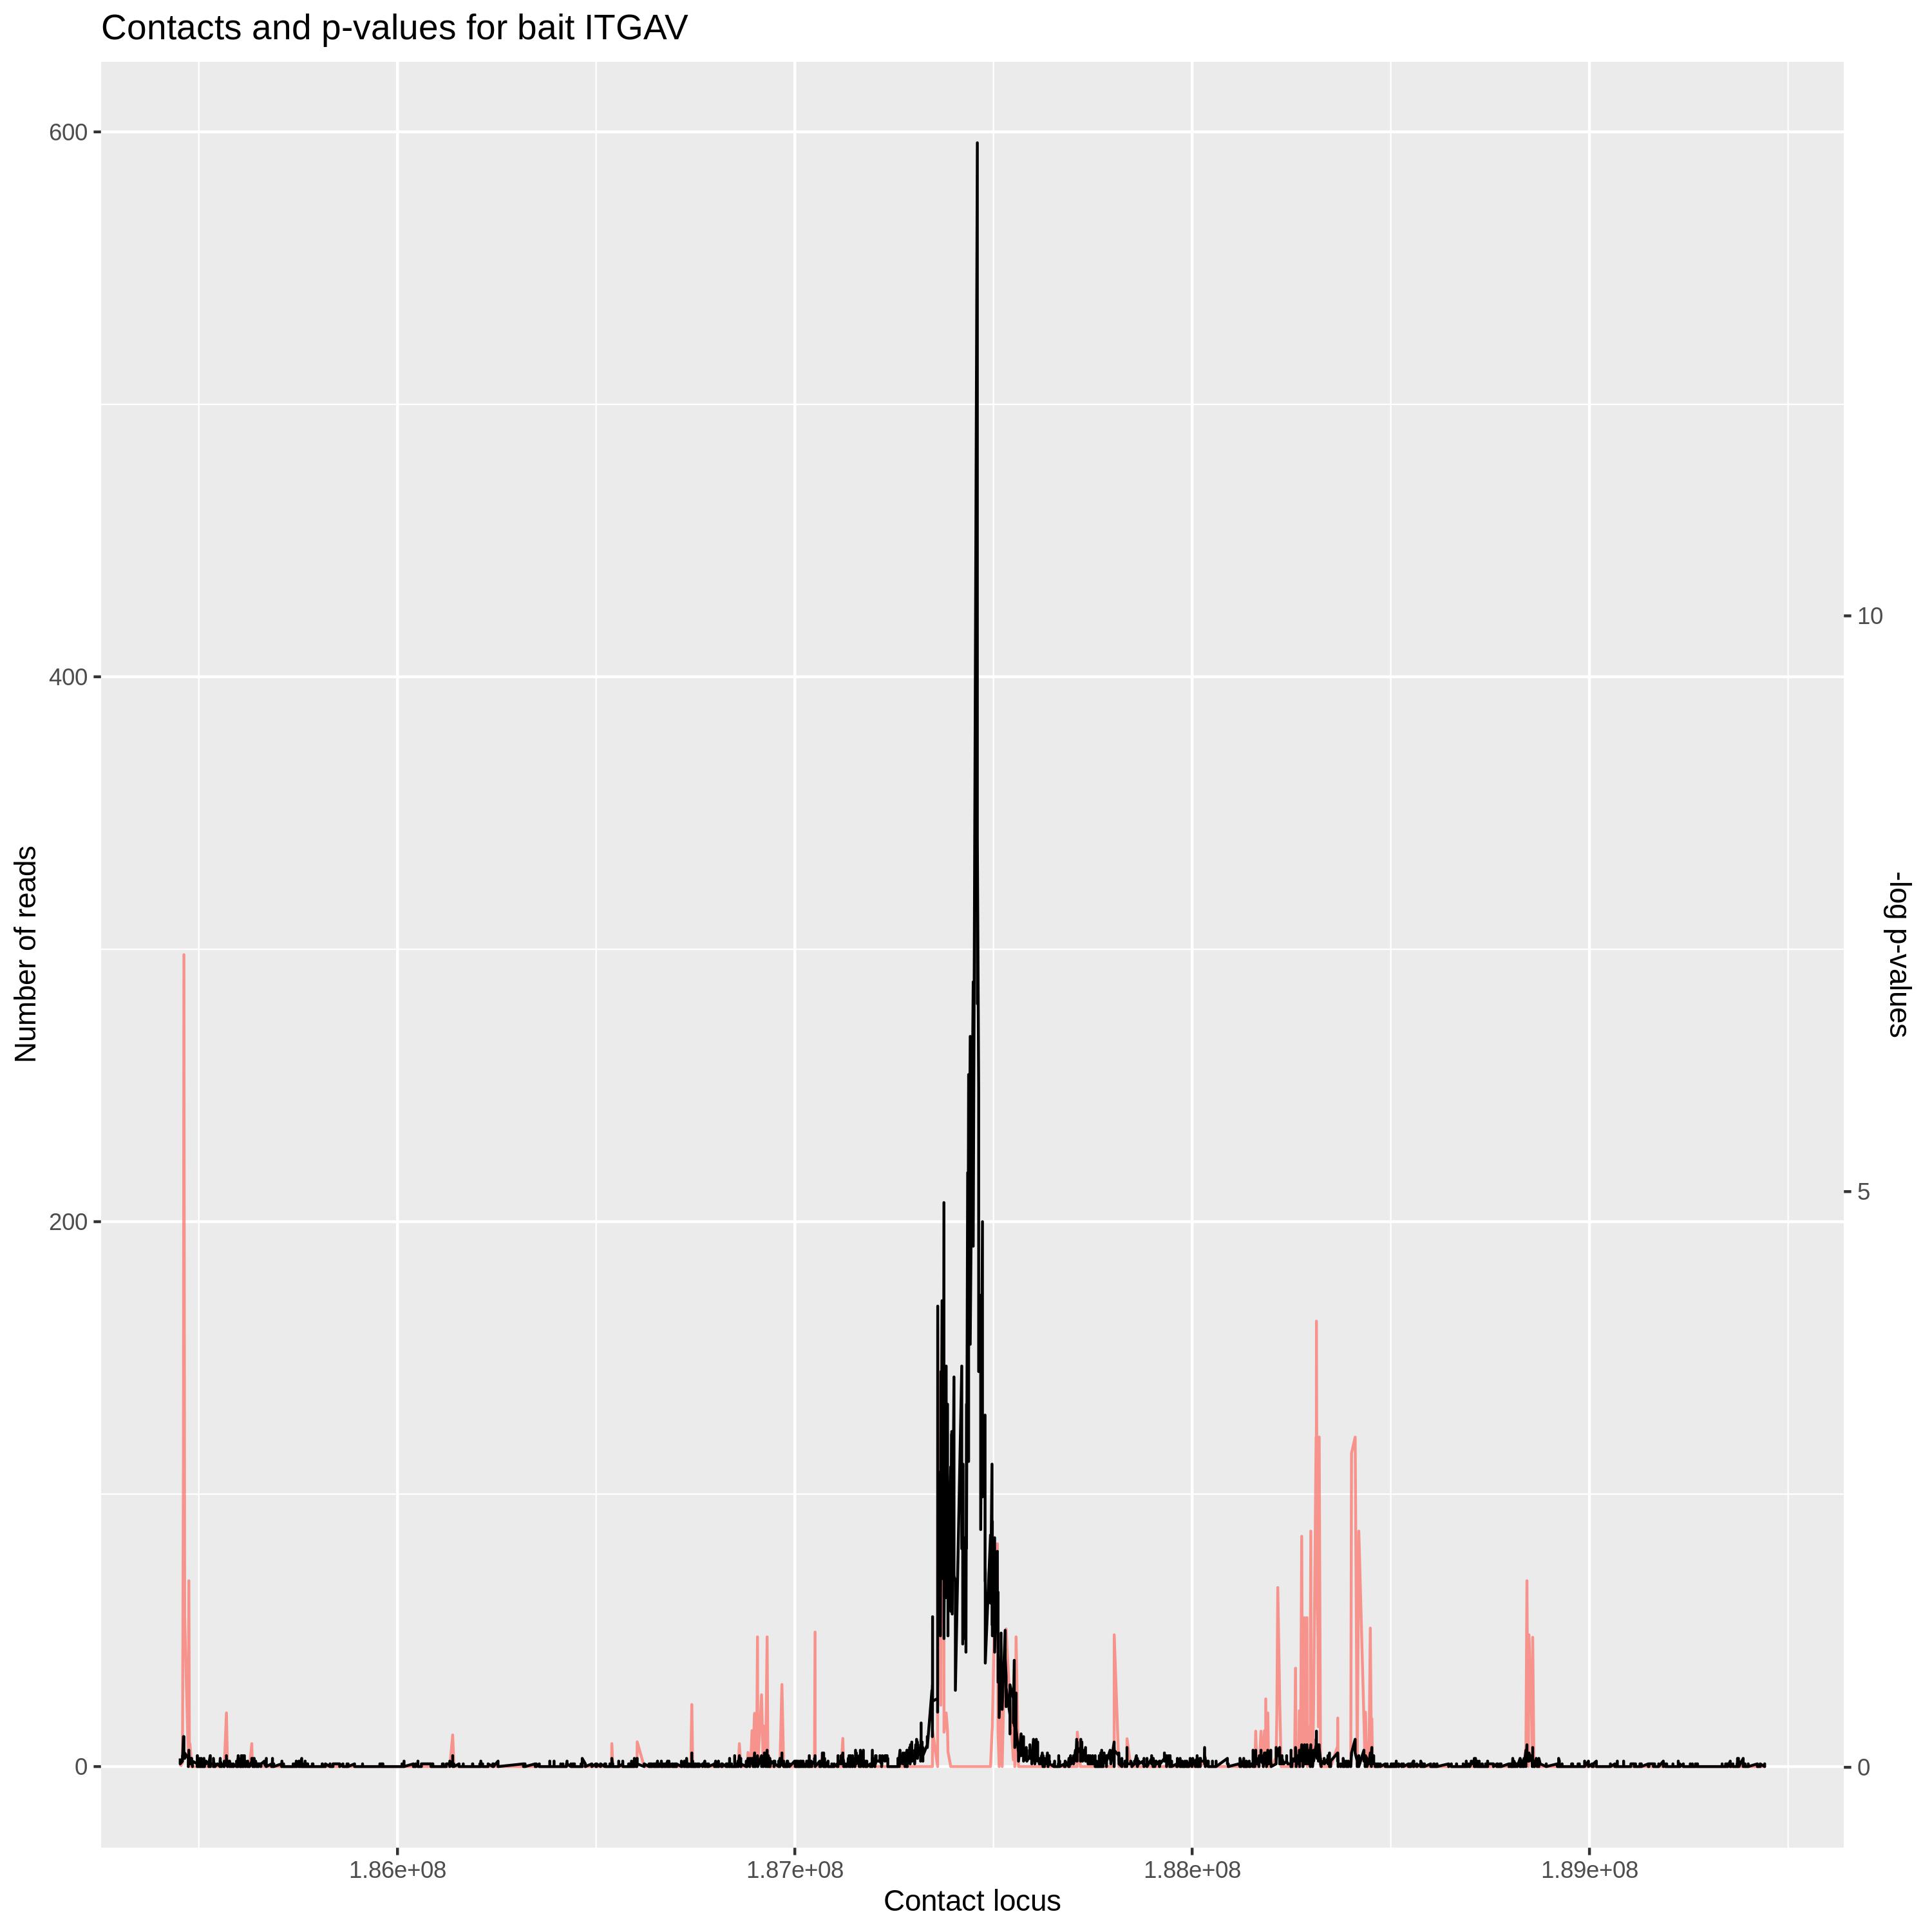 Contacts and p-values for bait ITGAV
600
400
200
0
Number of reads
10
5
0
-log p-values
1.86e+08
1.87e+08
1.88e+08
1.89e+08
Contact locus